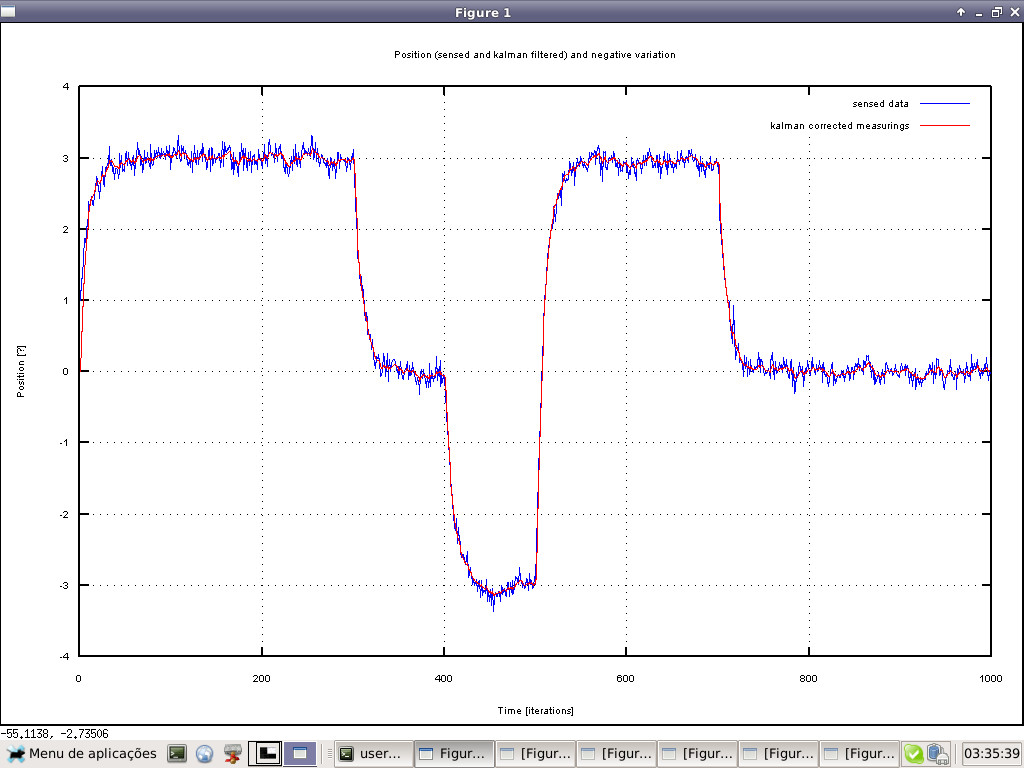 Figure 1
Position (sensed and kalman filtered) and negative variation
4
3
2
1
0
-1
-2
-3
-4
sensed data
kalman corrected measurings
Position [?]
0 200 400 600 800 1000
Time [iterations]
-55.1138, -2.73506
Menu de aplicações user... Figur... [Figur... [Figur... [Figur... [Figur... [Figur... 03:35:39